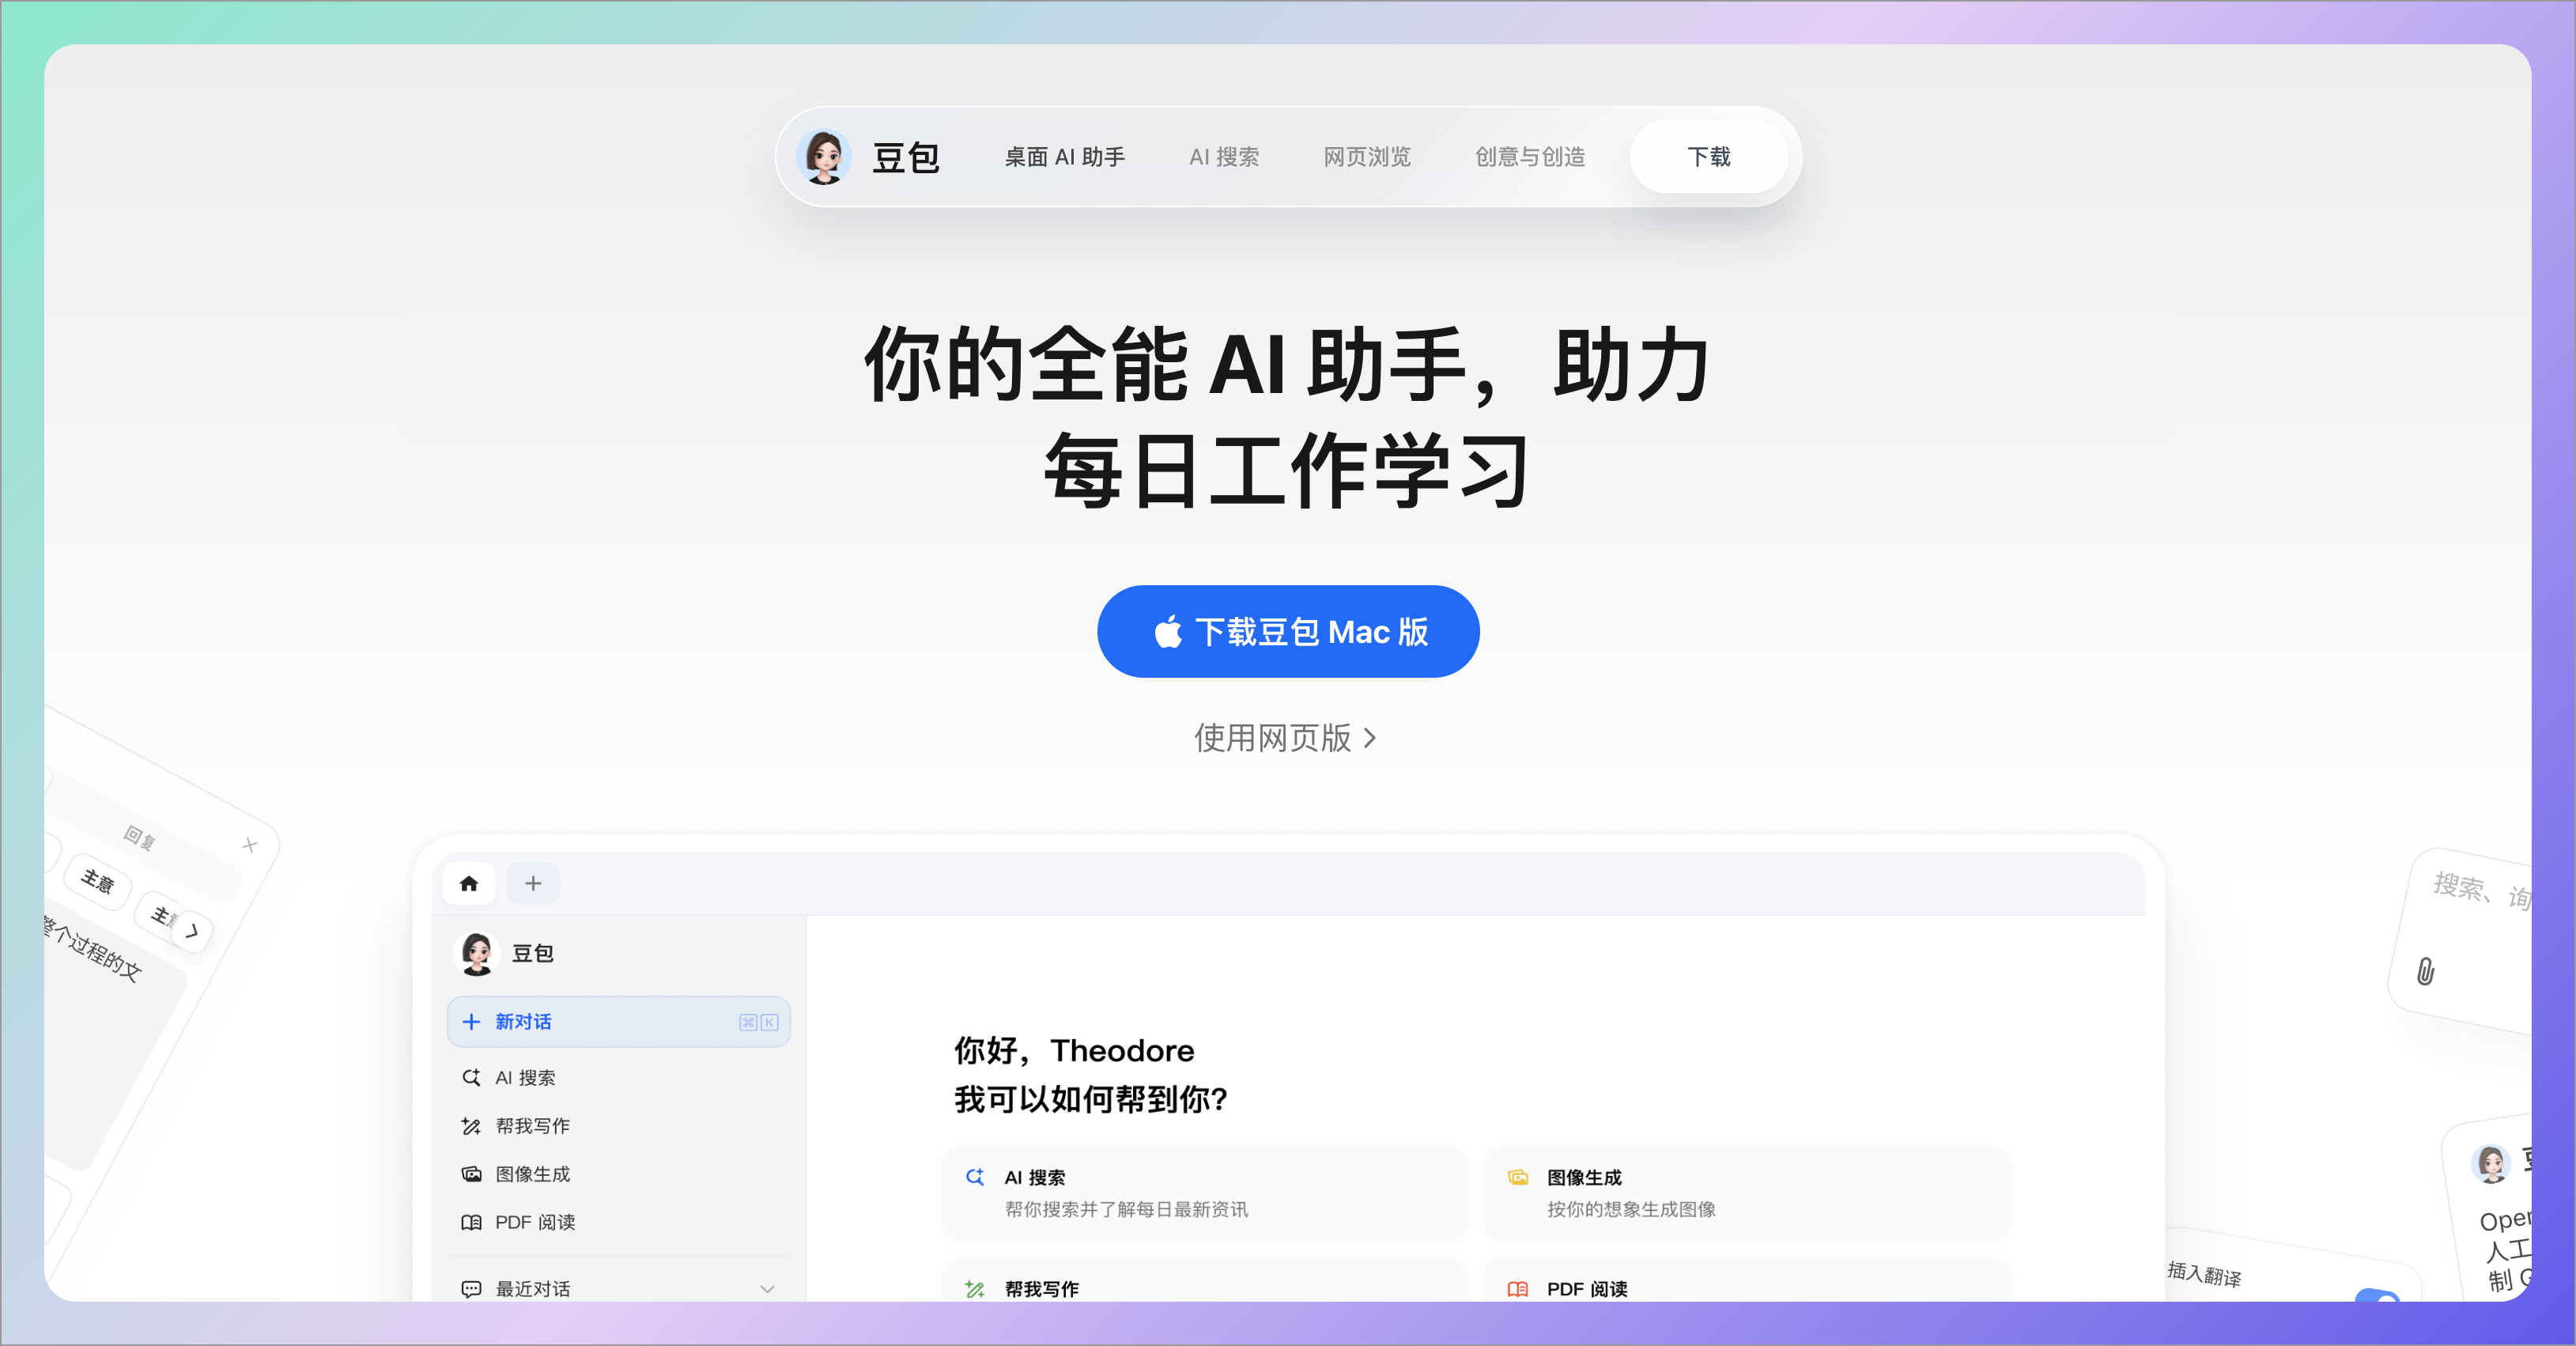 豆包
桌面 AI 助手
AI 搜索
网页浏览
创意与创造
下载
你的全能 AI 助手，助力
每日工作学习
下载豆包 Mac 版
使用网页版
回复
主意
主
整个过程的文
豆包
新对话
⌘ K
AI 搜索
帮我写作
图像生成
PDF 阅读
最近对话
你好，Theodore
我可以如何帮到你?
AI 搜索
帮你搜索并了解每日最新资讯
图像生成
按你的想象生成图像
帮我写作
PDF 阅读
搜索、询
Oper
人工
制 G
插入翻译